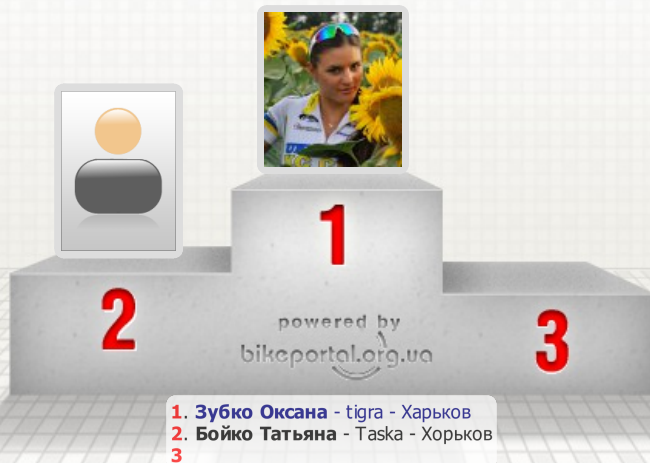 1
2
3
powered by
bikeportal.org.ua
1. Зубко Оксана - tigra - Харьков
2. Бойко Татьяна - Taska - Хорьков
3